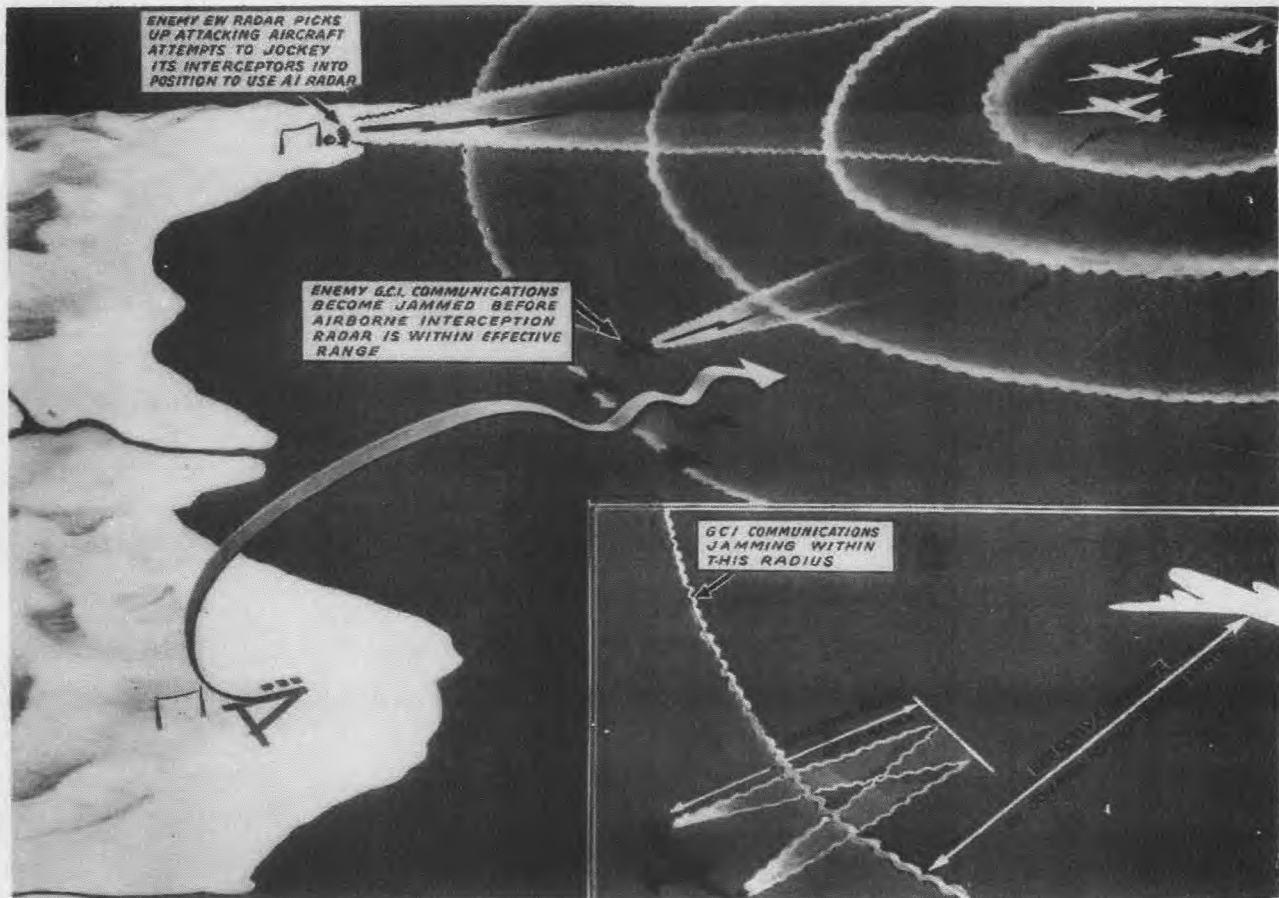 ENEMY EW RADAR PICKS
UP ATTACKING AIRCRAFT
ATTEMPTS TO JOCKEY
ITS INTERCEPTORS INTO
POSITION TO USE AI RADAR
ENEMY G.C.I. COMMUNICATIONS
BECOME JAMMED BEFORE
AIRBORNE INTERCEPTION
RADAR IS WITHIN EFFECTIVE
RANGE
GCI COMMUNICATIONS
JAMMING WITHIN
THIS RADIUS